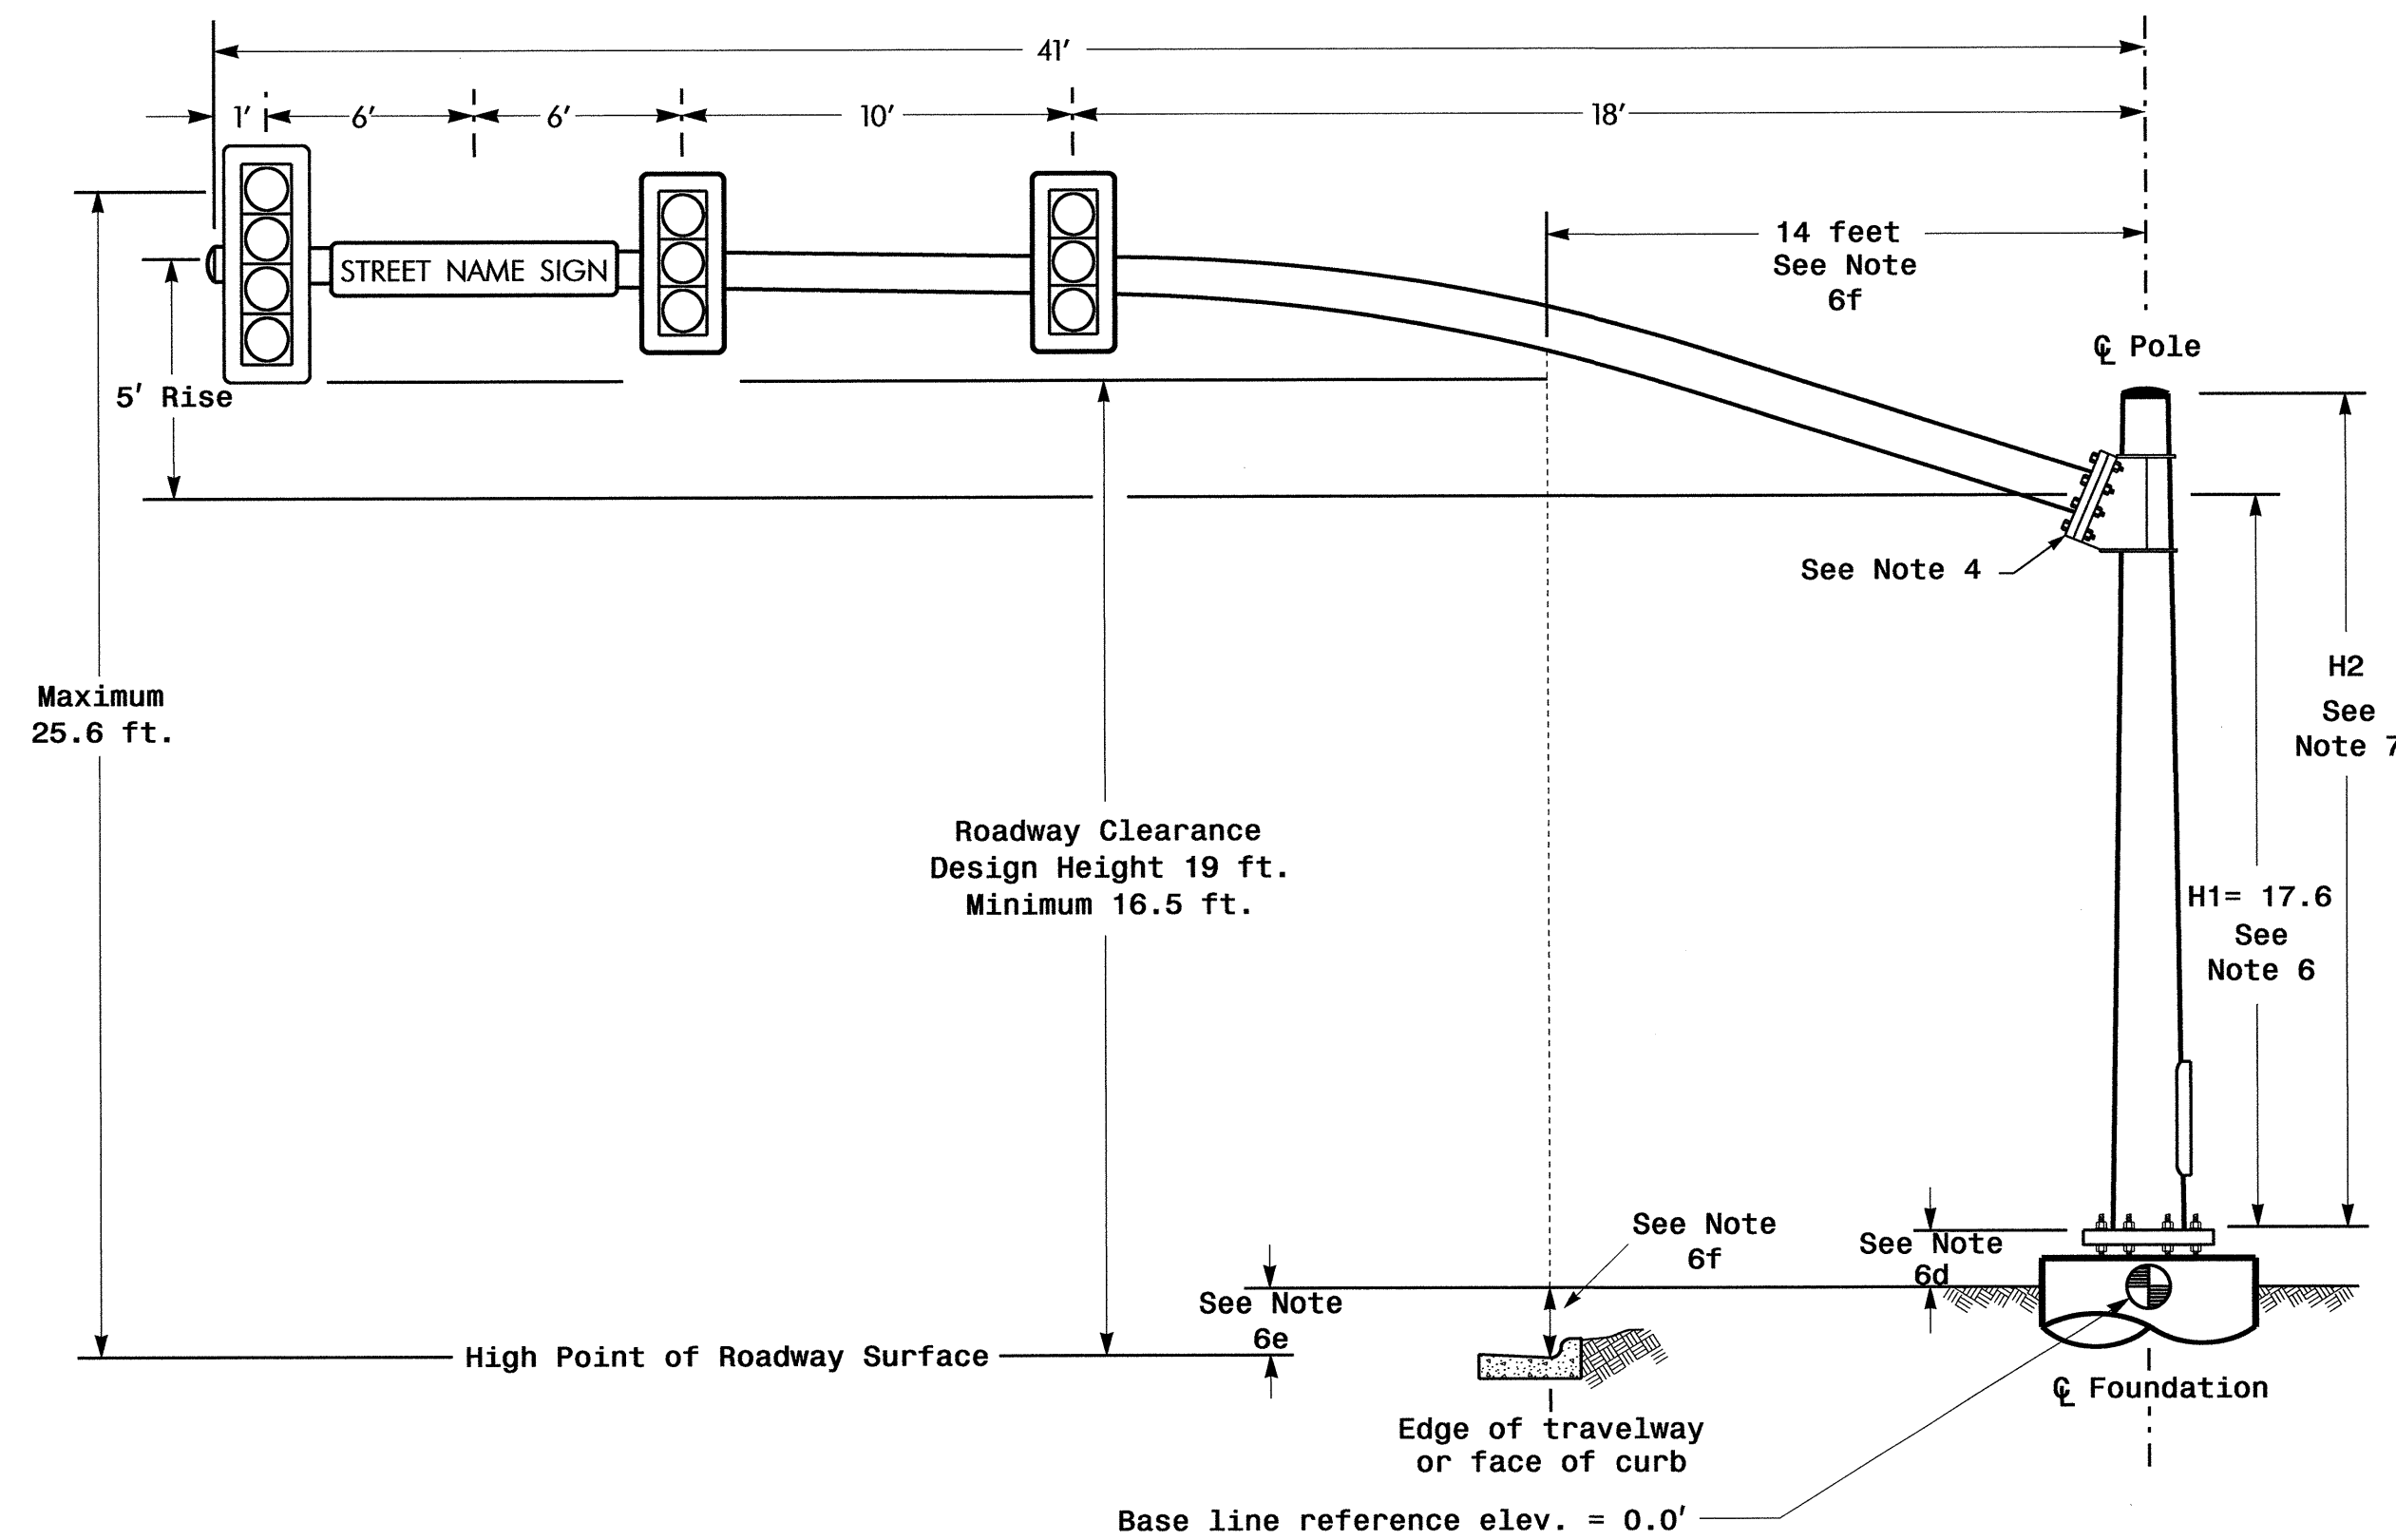 41'
1' 6' 6' 10' 18'
14 feet
See Note
6f
STREET NAME SIGN
℄ Pole
5' Rise
See Note 4
Maximum
25.6 ft.
H2
See
Note 7
Roadway Clearance
Design Height 19 ft.
Minimum 16.5 ft.
H1= 17.6
See
Note 6
See Note
6f
See Note
6d
See Note
6e
High Point of Roadway Surface
℄ Foundation
Edge of travelway
or face of curb
Base line reference elev. = 0.0'